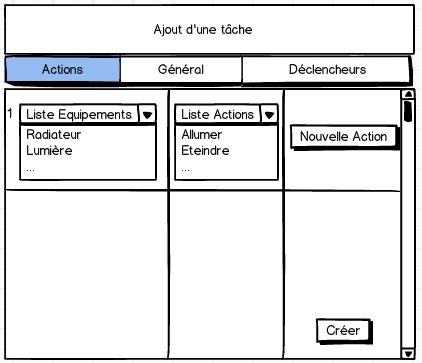 Ajout d'une tâche
Actions Général Déclencheurs
1 Liste Equipements Liste Actions
Radiateur Allumer Nouvelle Action
Lumière Eteindre
... ...
Créer